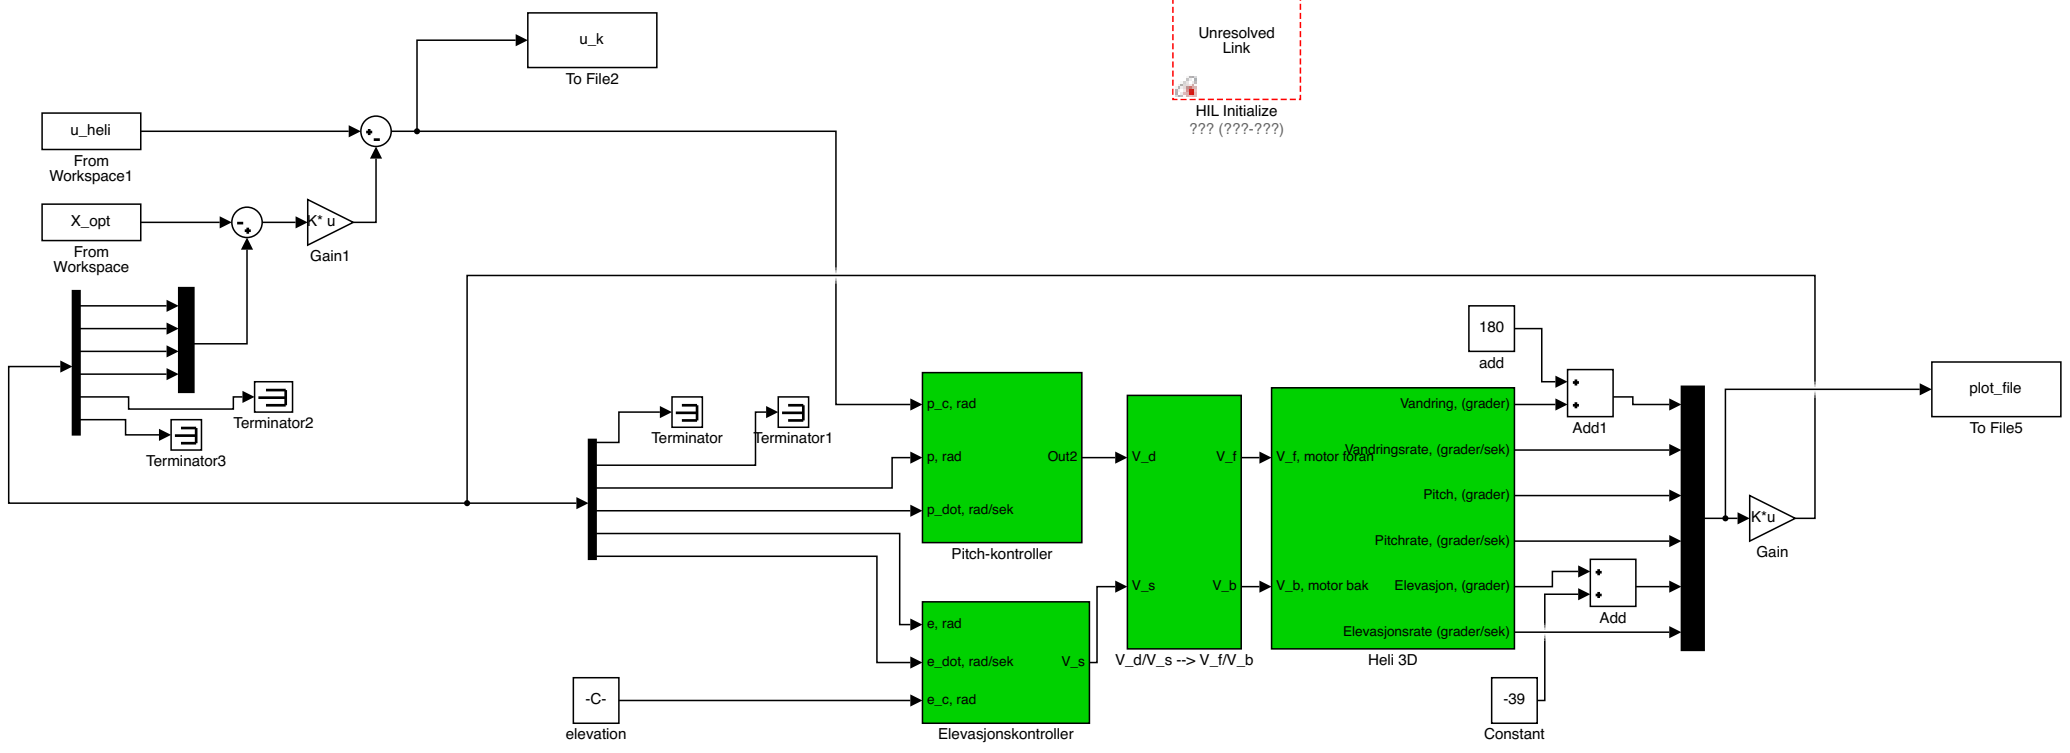 u_k
To File2
Unresolved
Link
HIL Initialize
??? (???-???)
u_heli
From
Workspace1
+
-
X_opt
From
Workspace
-
+
K* u
Gain1
Terminator2
Terminator3
Terminator
Terminator1
p_c, rad
p, rad
p_dot, rad/sek
Out2
Pitch-kontroller
e, rad
e_dot, rad/sek
e_c, rad
V_s
Elevasjonskontroller
-C-
elevation
V_d
V_s
V_f
V_b
V_d/V_s --> V_f/V_b
V_f, motor foran
V_b, motor bak
Vandring, (grader)
Vandringsrate, (grader/sek)
Pitch, (grader)
Pitchrate, (grader/sek)
Elevasjon, (grader)
Elevasjonsrate (grader/sek)
Heli 3D
180
add
+
+
Add1
+
+
Add
-39
Constant
K*u
Gain
plot_file
To File5